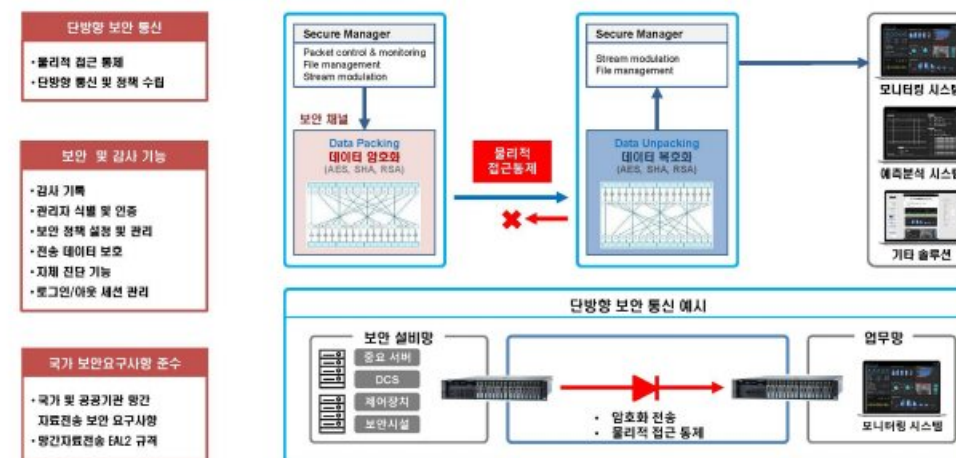 단방향 보안 통신
• 물리적 접근 통제
• 단방향 통신 및 정책 수립
보안 및 감사 기능
• 감사 기록
• 관리자 식별 및 인증
• 보안 정책 설정 및 관리
• 전송 데이터 보호
• 자체 진단 기능
• 로그인/아웃 세션 관리
국가 보안요구사항 준수
• 국가 및 공공기관 망간
자료전송 보안 요구사항
• 망간자료전송 EAL2 규격
Secure Manager
Packet control & monitoring
File management
Stream modulation
보안 채널
Data Packing
데이터 암호화
(AES, SHA, RSA)
물리적
접근통제
Secure Manager
Stream modulation
File management
Data Unpacking
데이터 복호화
(AES, SHA, RSA)
모니터링 시스템
예측분석 시스템
기타 솔루션
단방향 보안 통신 예시
보안 설비망
중요 서버
DCS
제어장치
보안시설
• 암호화 전송
• 물리적 접근 통제
업무망
모니터링 시스템